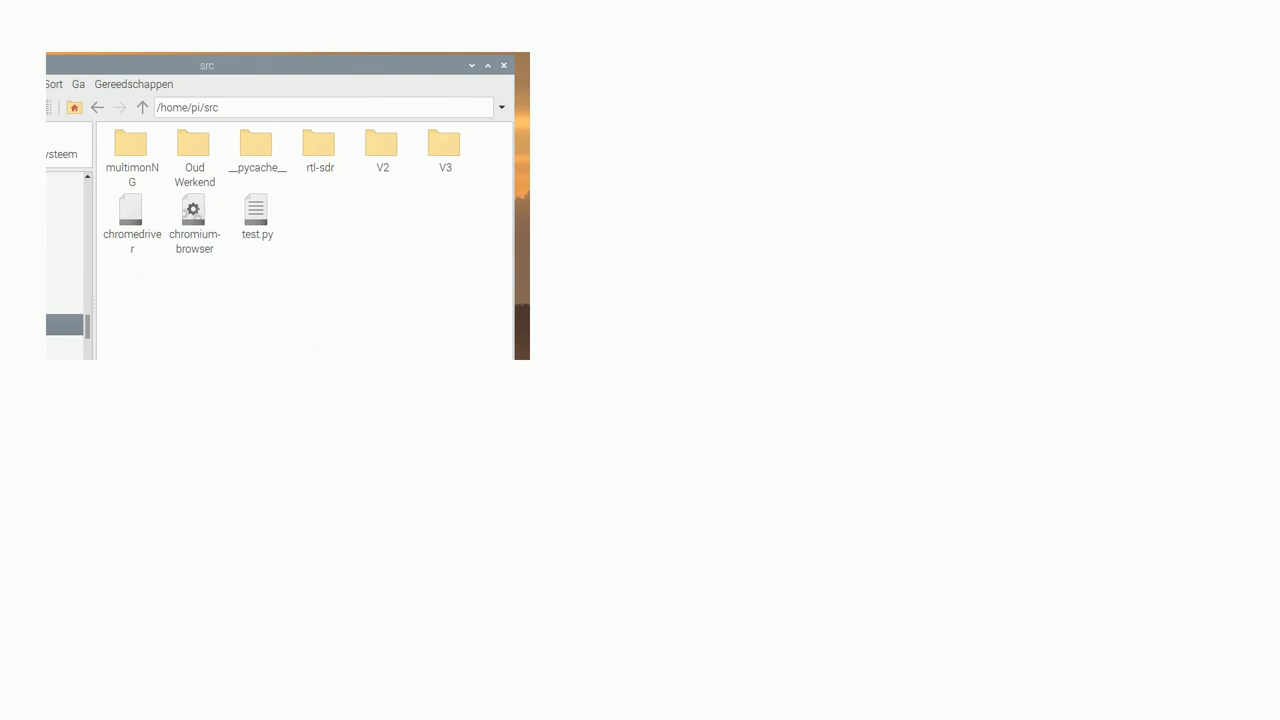 src
Sort Ga Gereedschappen
/home/pi/src
ysteem
multimonN
G
Oud
Werkend
__pycache__
rtl-sdr
V2
V3
chromedrive
r
chromium-
browser
test.py